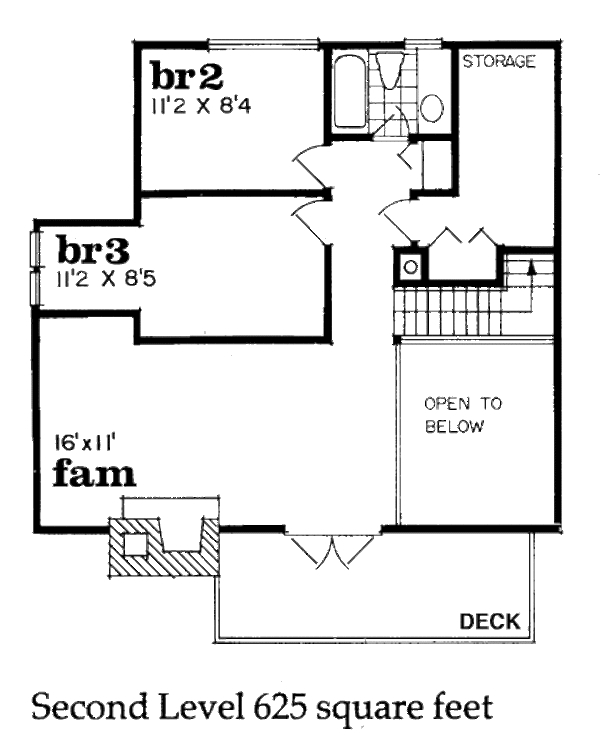 br2
11'2 X 8'4
STORAGE
br3
11'2 X 8'5
OPEN TO
BELOW
16'x11'
fam
DECK
Second Level 625 square feet